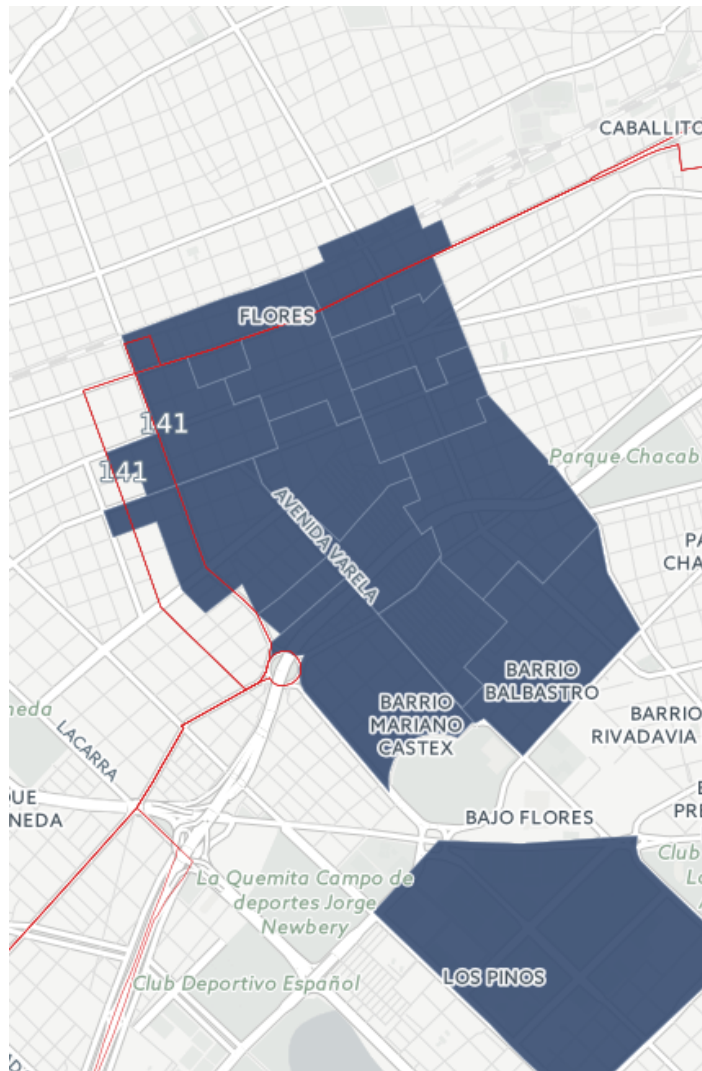 CABALLITO
FLORES
141
141
Parque Chacab
AVENIDA VARELA
PA
CHA
BARRIO
BALBASTRO
BARRIO
MARIANO
CASTEX
BARRIO
RIVADAVIA
neda
LACARRA
QUE
NEDA
BAJO FLORES
PRE
Club
La Quemita Campo de
deportes Jorge
Newbery
Club Deportivo Español
LOS PINOS